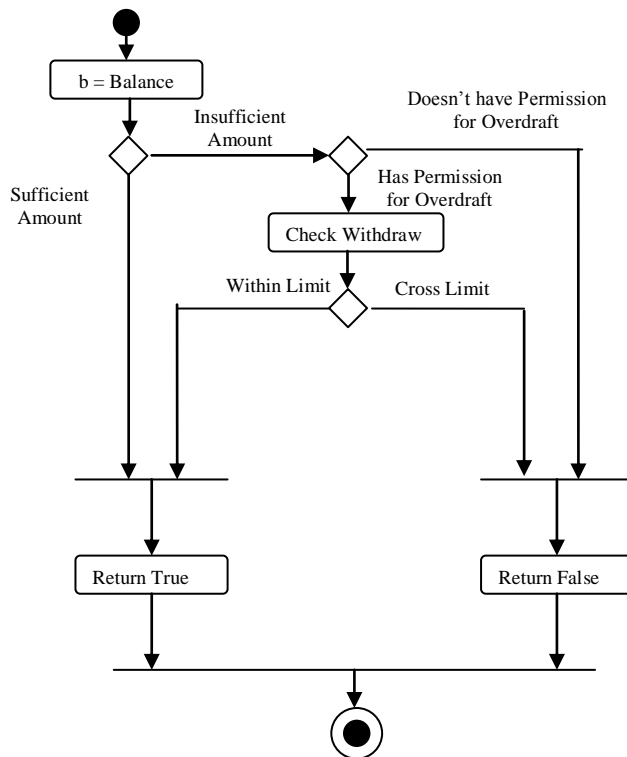 b = Balance
Doesn't have Permission
for Overdraft
Insufficient
Amount
Sufficient
Amount
Has Permission
for Overdraft
Check Withdraw
Within Limit
Cross Limit
Return True
Return False